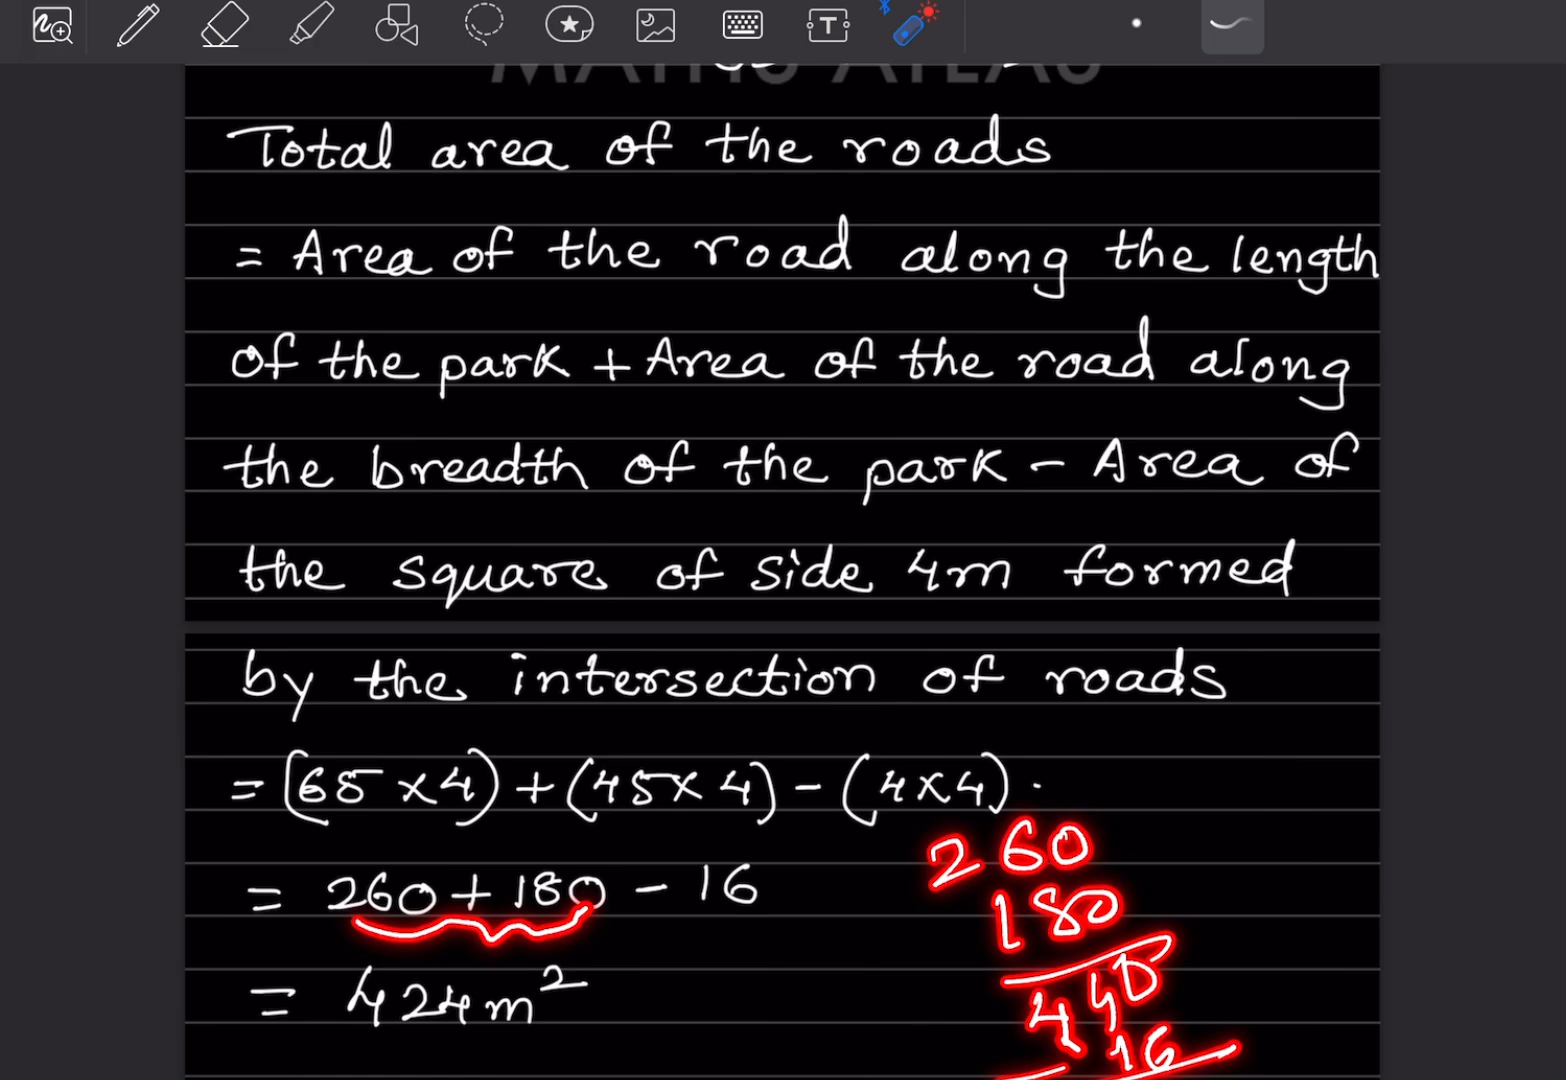 MATHS ATLAS
Total area of the roads
= Area of the road along the length
of the park + Area of the road along
the breadth of the park - Area of
the square of side 4m formed
by the intersection of roads
= (65 × 4) + (45 × 4) - (4 × 4).
= 260 + 180 - 16
= 424 m²
260
180
440
16